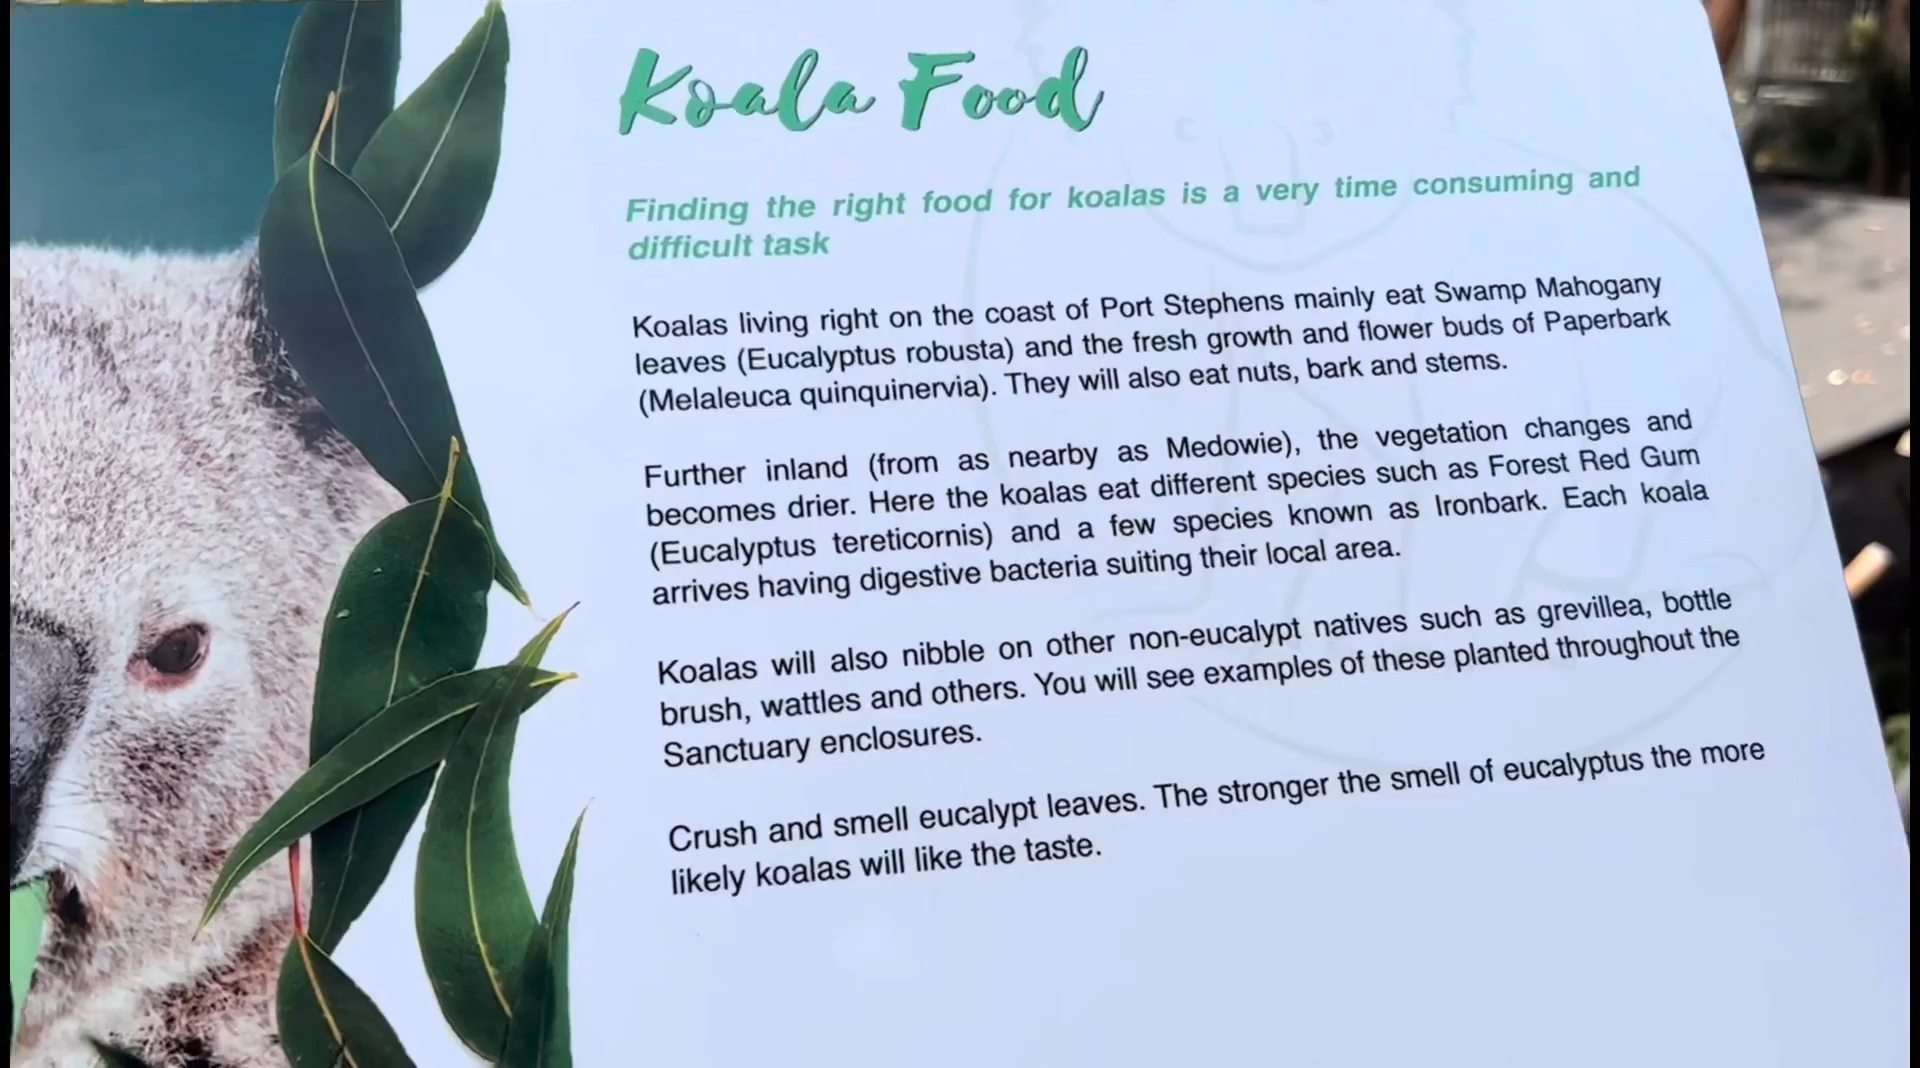 Koala Food
Finding the right food for koalas is a very time consuming and
difficult task
Koalas living right on the coast of Port Stephens mainly eat Swamp Mahogany
leaves (Eucalyptus robusta) and the fresh growth and flower buds of Paperbark
(Melaleuca quinquinervia). They will also eat nuts, bark and stems.
Further inland (from as nearby as Medowie), the vegetation changes and
becomes drier. Here the koalas eat different species such as Forest Red Gum
(Eucalyptus tereticornis) and a few species known as Ironbark. Each koala
arrives having digestive bacteria suiting their local area.
Koalas will also nibble on other non-eucalypt natives such as grevillea, bottle
brush, wattles and others. You will see examples of these planted throughout the
Sanctuary enclosures.
Crush and smell eucalypt leaves. The stronger the smell of eucalyptus the more
likely koalas will like the taste.